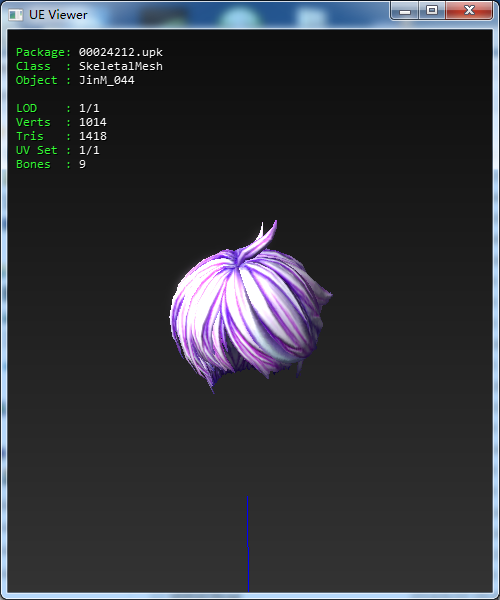 UE Viewer
Package: 00024212.upk
Class  : SkeletalMesh
Object : JinM_044
LOD    : 1/1
Verts  : 1014
Tris   : 1418
UV Set : 1/1
Bones  : 9